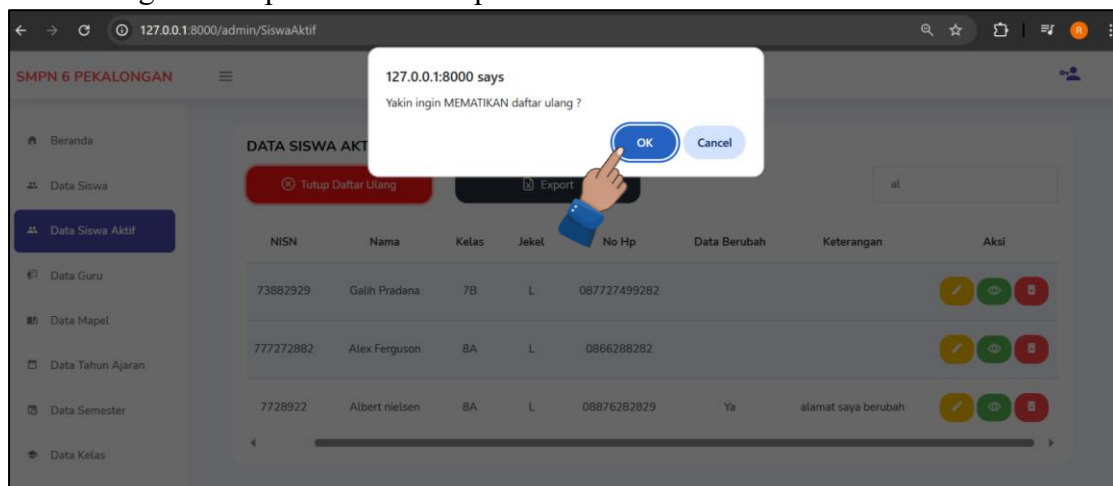 127.0.0.1:8000/admin/SiswaAktif
R
SMPN 6 PEKALONGAN
127.0.0.1:8000 says
Yakin ingin MEMATIKAN daftar ulang ?
OK
Cancel
Beranda
Data Siswa
Data Siswa Aktif
Data Guru
Data Mapel
Data Tahun Ajaran
Data Semester
Data Kelas
DATA SISWA AKT
Tutup Daftar Ulang
Export
al
NISN Nama Kelas Jekel No Hp Data Berubah Keterangan Aksi
73882929 Galih Pradana 7B L 087727499282
777272882 Alex Ferguson 8A L 0866288282
7728922 Albert nielsen 8A L 08876282829 Ya alamat saya berubah